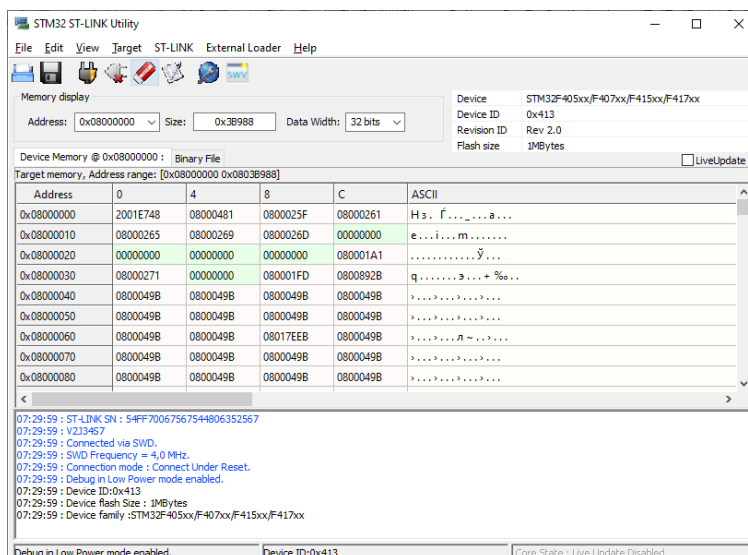 STM32 ST-LINK Utility
File Edit View Target ST-LINK External Loader Help
SWV
Memory display
Address: 0x08000000 Size: 0x3B988 Data Width: 32 bits
Device STM32F405xx/F407xx/F415xx/F417xx
Device ID 0x413
Revision ID Rev 2.0
Flash size 1MBytes
Device Memory @ 0x08000000 : Binary File LiveUpdate
Target memory, Address range: [0x08000000 0x0803B988]
Address 0 4 8 C ASCII
0x08000000 2001E748 08000481 0800025F 08000261 Hз. Ѓ..._...a...
0x08000010 08000265 08000269 0800026D 00000000 e...i...m.......
0x08000020 00000000 00000000 00000000 080001A1 ............Ў...
0x08000030 08000271 00000000 080001FD 0800892B q.......э...+‰..
0x08000040 0800049B 0800049B 0800049B 0800049B ›...›...›...›...
0x08000050 0800049B 0800049B 0800049B 0800049B ›...›...›...›...
0x08000060 0800049B 0800049B 08017EEB 0800049B ›...›...л~..›...
0x08000070 0800049B 0800049B 0800049B 0800049B ›...›...›...›...
0x08000080 0800049B 0800049B 0800049B 0800049B ›...›...›...›...
07:29:59 : ST-LINK SN : 54FF70067567544806352567
07:29:59 : V2J34S7
07:29:59 : Connected via SWD.
07:29:59 : SWD Frequency = 4,0 MHz.
07:29:59 : Connection mode : Connect Under Reset.
07:29:59 : Debug in Low Power mode enabled.
07:29:59 : Device ID:0x413
07:29:59 : Device flash Size : 1MBytes
07:29:59 : Device family :STM32F405xx/F407xx/F415xx/F417xx
Debug in Low Power mode enabled. Device ID:0x413 Core State : Live Update Disabled